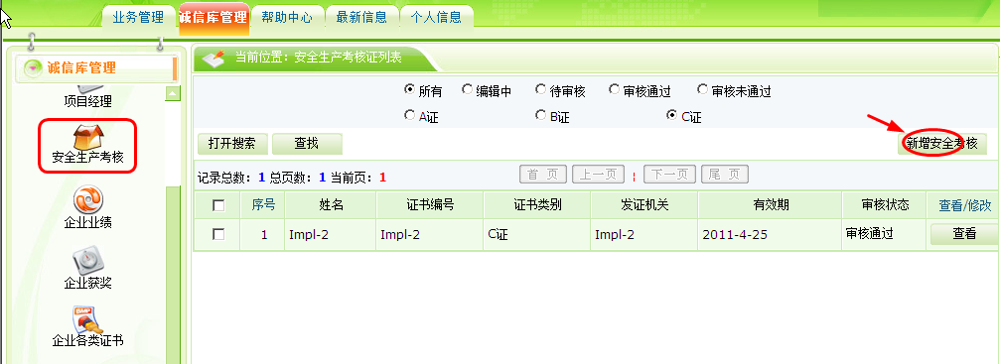 业务管理 诚信库管理 帮助中心 最新信息 个人信息
诚信库管理
项目经理
安全生产考核
企业业绩
企业获奖
企业各类证书
当前位置：安全生产考核证列表
所有 编辑中 待审核 审核通过 审核未通过
A证 B证 C证
打开搜索 查找 新增安全考核
记录总数：1 总页数：1 当前页：1 首 页 上一页 下一页 尾 页
序号 姓名 证书编号 证书类别 发证机关 有效期 审核状态 查看/修改
1 Impl-2 Impl-2 C证 Impl-2 2011-4-25 审核通过 查看